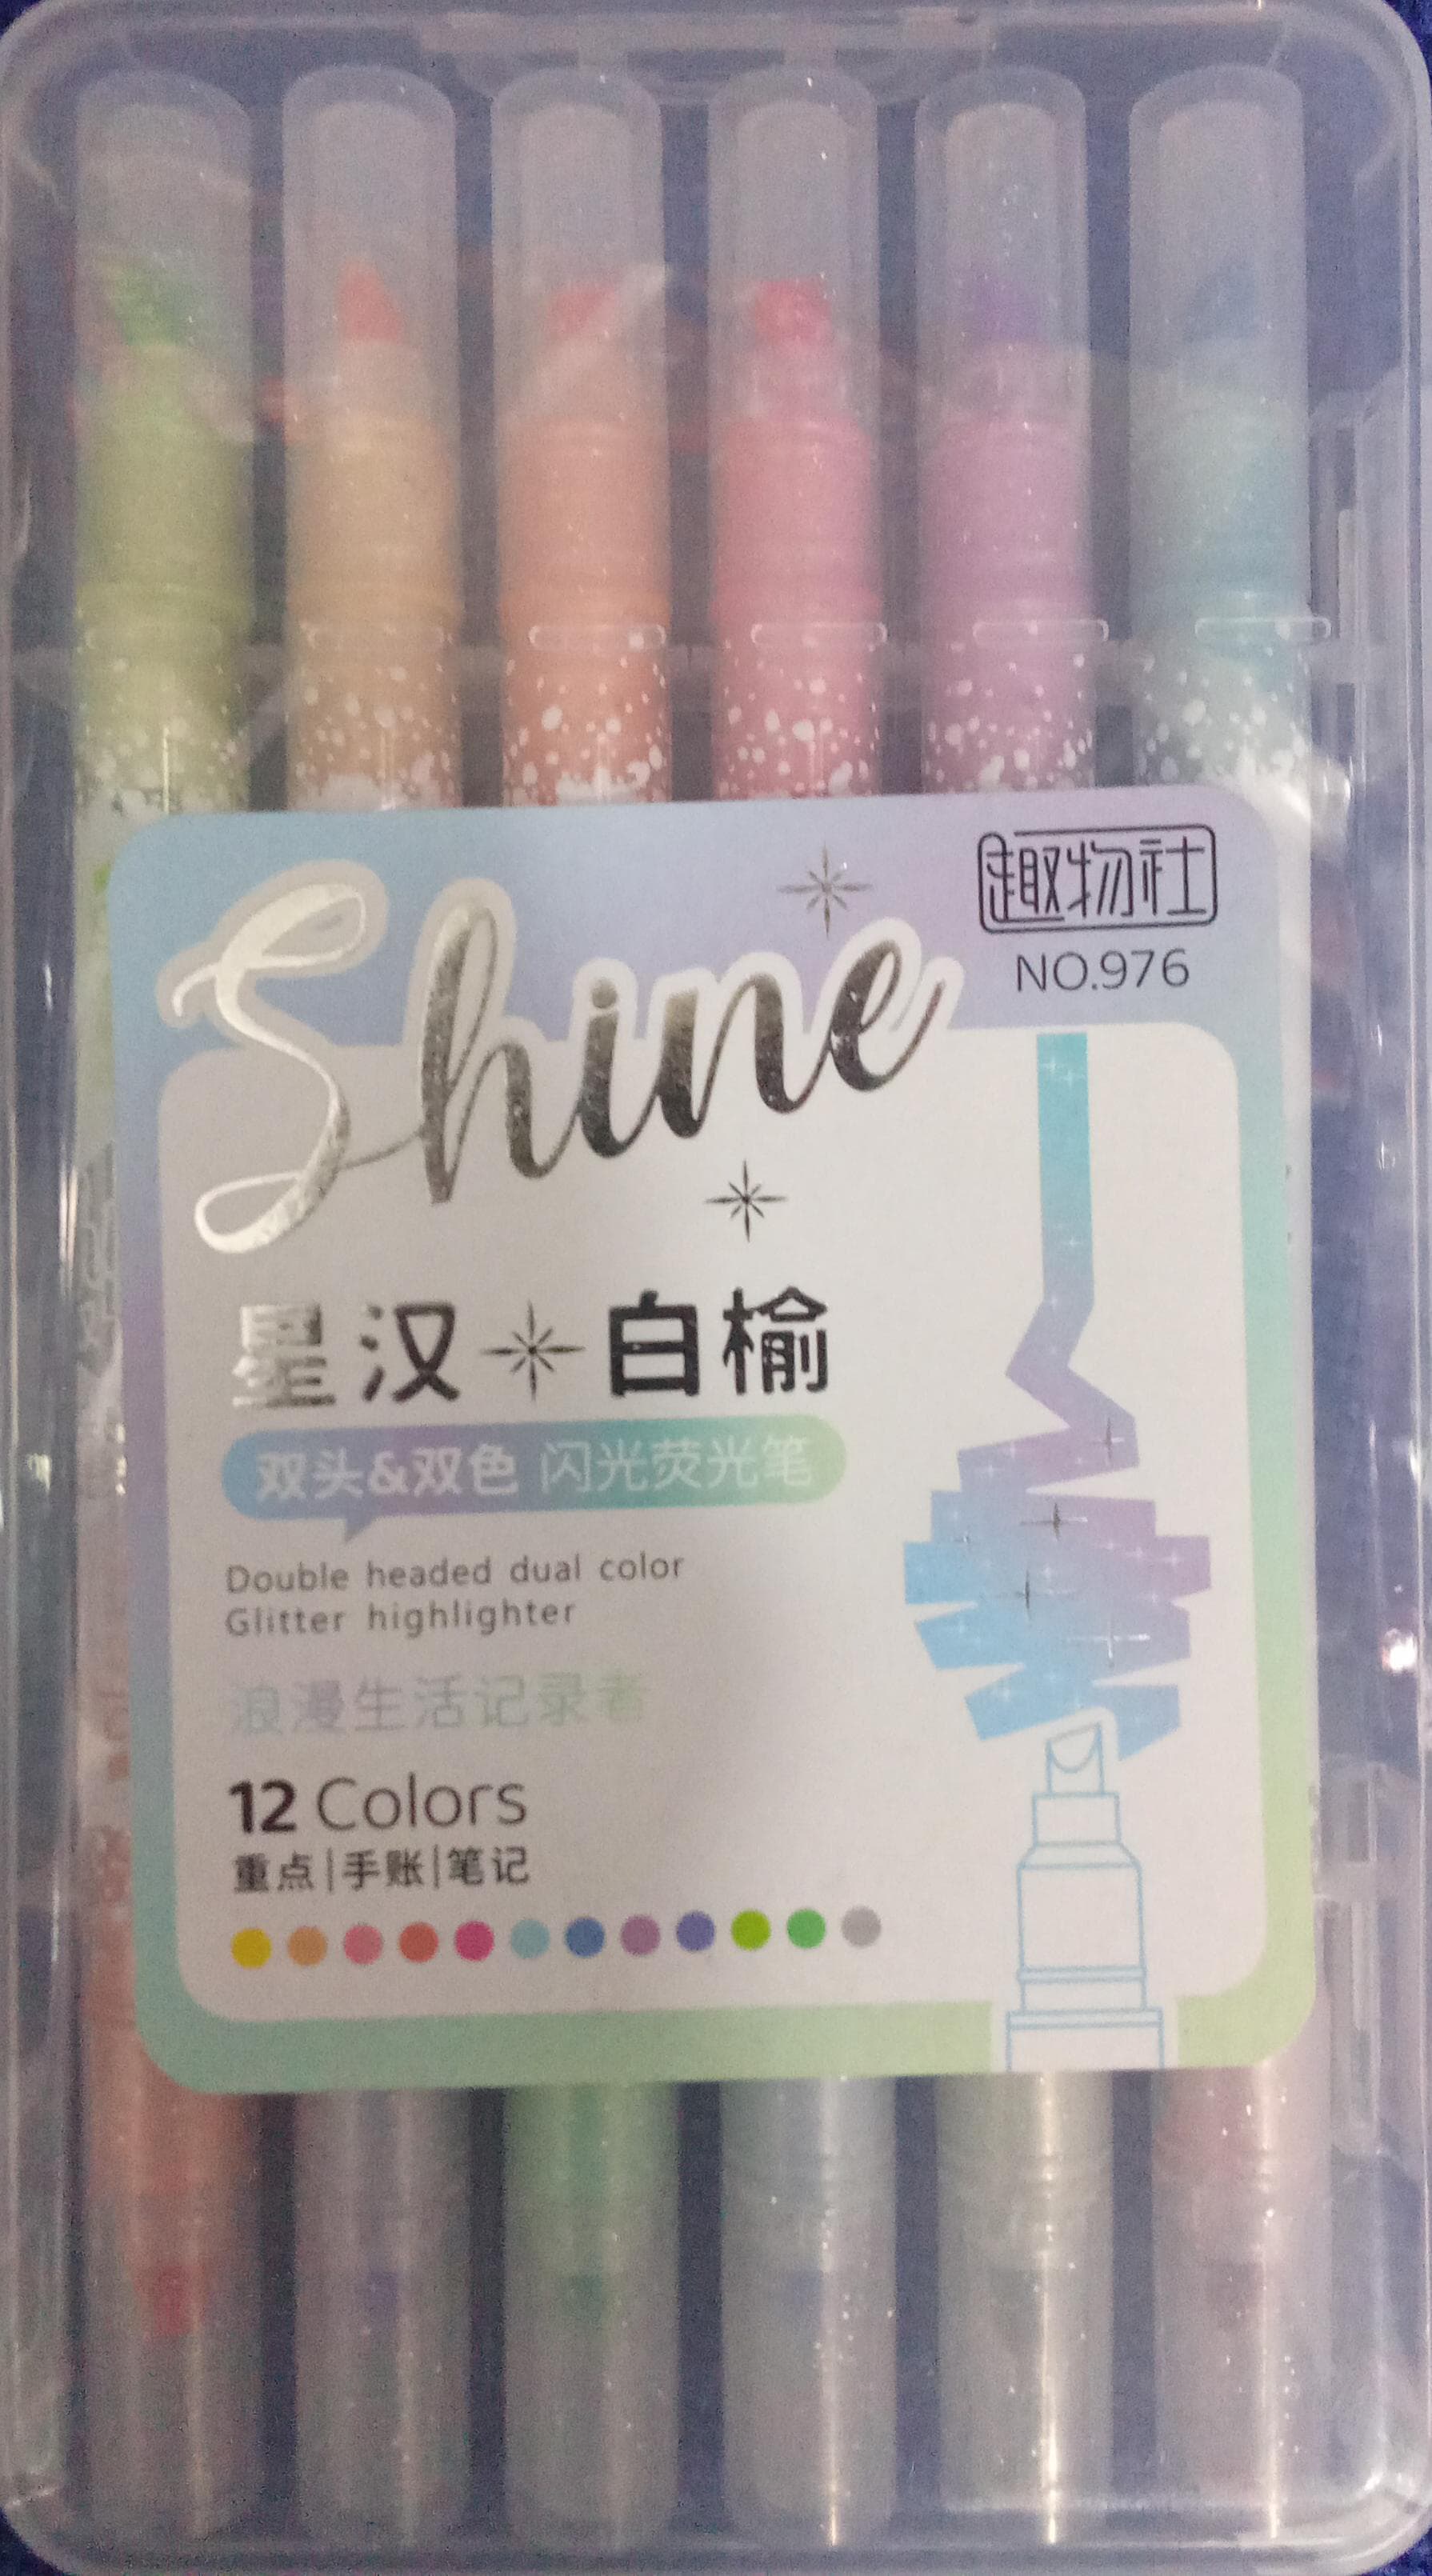 趣物社
NO.976
Shine
星汉白榆
双头&双色 闪光荧光笔
Double headed dual color
Glitter highlighter
浪漫生活记录者
12 Colors
重点|手账|笔记